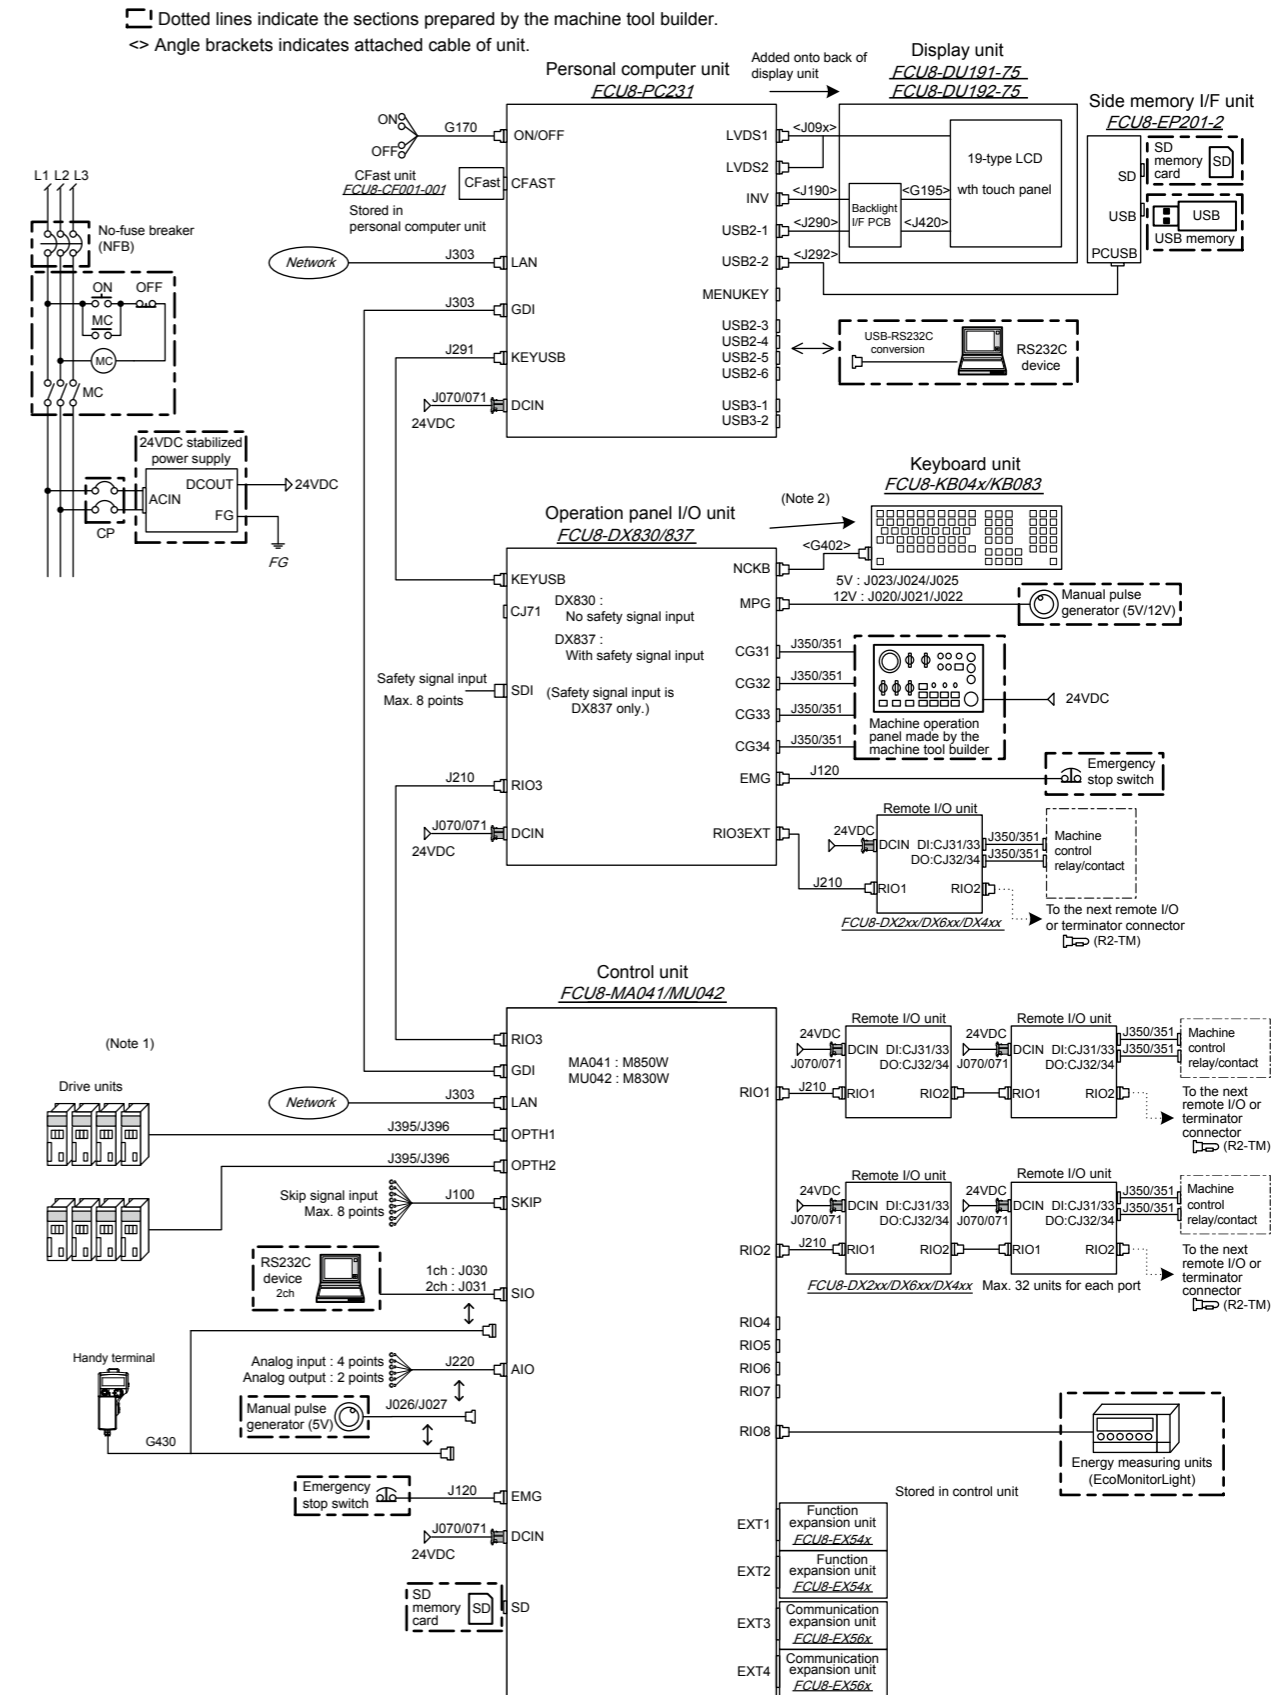 Dotted lines indicate the sections prepared by the machine tool builder.
<> Angle brackets indicates attached cable of unit.
Personal computer unit
FCU8-PC231
Added onto back of
display unit
Display unit
FCU8-DU191-75
FCU8-DU192-75
Side memory I/F unit
FCU8-EP201-2
ON
OFF
G170
ON/OFF
CFast unit
FCU8-CF001-001
CFast
CFAST
Stored in
personal computer unit
Network
J303
LAN
J303
GDI
J291
KEYUSB
J070/071
DCIN
24VDC
LVDS1
<J09x>
LVDS2
INV
<J190>
USB2-1
<J290>
USB2-2
<J292>
MENUKEY
USB2-3
USB2-4
USB2-5
USB2-6
USB3-1
USB3-2
Backlight
I/F PCB
<G195>
<J420>
19-type LCD
wth touch panel
SD
USB
PCUSB
SD
memory
card
SD
USB
USB memory
USB-RS232C
conversion
RS232C
device
L1 L2 L3
No-fuse breaker
(NFB)
ON
OFF
MC
MC
MC
24VDC stabilized
power supply
DCOUT
24VDC
ACIN
FG
CP
FG
Operation panel I/O unit
FCU8-DX830/837
(Note 2)
Keyboard unit
FCU8-KB04x/KB083
KEYUSB
CJ71
DX830 :
No safety signal input
DX837 :
With safety signal input
Safety signal input
Max. 8 points
SDI
(Safety signal input is
DX837 only.)
J210
RIO3
J070/071
DCIN
24VDC
NCKB
<G402>
5V : J023/J024/J025
12V : J020/J021/J022
MPG
Manual pulse
generator (5V/12V)
CG31
J350/351
CG32
J350/351
CG33
J350/351
CG34
J350/351
24VDC
Machine operation
panel made by the
machine tool builder
EMG
J120
Emergency
stop switch
RIO3EXT
J210
Remote I/O unit
24VDC
DCIN
DI:CJ31/33
DO:CJ32/34
J350/351
J350/351
Machine
control
relay/contact
RIO1
RIO2
FCU8-DX2xx/DX6xx/DX4xx
To the next remote I/O
or terminator connector
(R2-TM)
Control unit
FCU8-MA041/MU042
MA041 : M850W
MU042 : M830W
(Note 1)
Drive units
RIO3
GDI
Network
J303
LAN
J395/J396
OPTH1
J395/J396
OPTH2
Skip signal input
Max. 8 points
J100
SKIP
RS232C
device
2ch
1ch : J030
2ch : J031
SIO
Handy terminal
G430
Analog input : 4 points
Analog output : 2 points
J220
AIO
Manual pulse
generator (5V)
J026/J027
Emergency
stop switch
J120
EMG
J070/071
DCIN
24VDC
SD
memory
card
SD
SD
RIO1
J210
Remote I/O unit
24VDC
J070/071
DCIN
DI:CJ31/33
DO:CJ32/34
RIO1
RIO2
Remote I/O unit
24VDC
J070/071
DCIN
DI:CJ31/33
DO:CJ32/34
RIO1
RIO2
J350/351
J350/351
Machine
control
relay/contact
To the next
remote I/O or
terminator
connector
(R2-TM)
RIO2
J210
Remote I/O unit
24VDC
J070/071
DCIN
DI:CJ31/33
DO:CJ32/34
RIO1
RIO2
Remote I/O unit
24VDC
J070/071
DCIN
DI:CJ31/33
DO:CJ32/34
RIO1
RIO2
J350/351
J350/351
Machine
control
relay/contact
To the next
remote I/O or
terminator
connector
(R2-TM)
FCU8-DX2xx/DX6xx/DX4xx
Max. 32 units for each port
RIO4
RIO5
RIO6
RIO7
RIO8
Energy measuring units
(EcoMonitorLight)
Stored in control unit
EXT1
Function
expansion unit
FCU8-EX54x
EXT2
Function
expansion unit
FCU8-EX54x
EXT3
Communication
expansion unit
FCU8-EX56x
EXT4
Communication
expansion unit
FCU8-EX56x